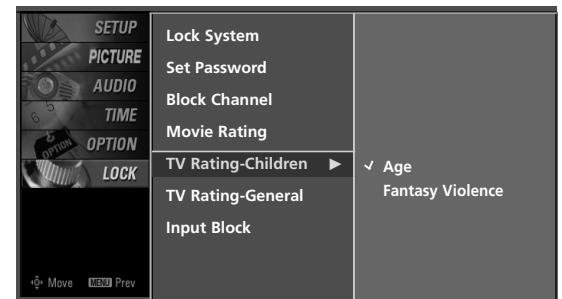 SETUP
PICTURE
AUDIO
TIME
OPTION
LOCK
Move MENU Prev
Lock System
Set Password
Block Channel
Movie Rating
TV Rating-Children ►
TV Rating-General
Input Block
✓ Age
Fantasy Violence